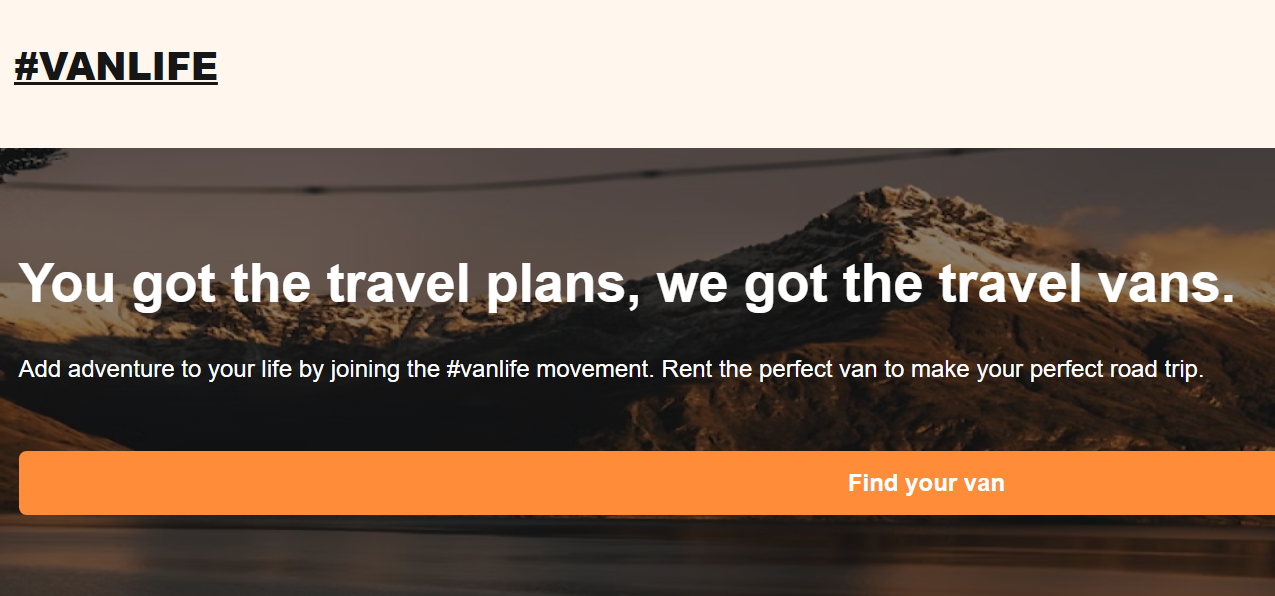 #VANLIFE
You got the travel plans, we got the travel vans.
Add adventure to your life by joining the #vanlife movement. Rent the perfect van to make your perfect road trip.
Find your van